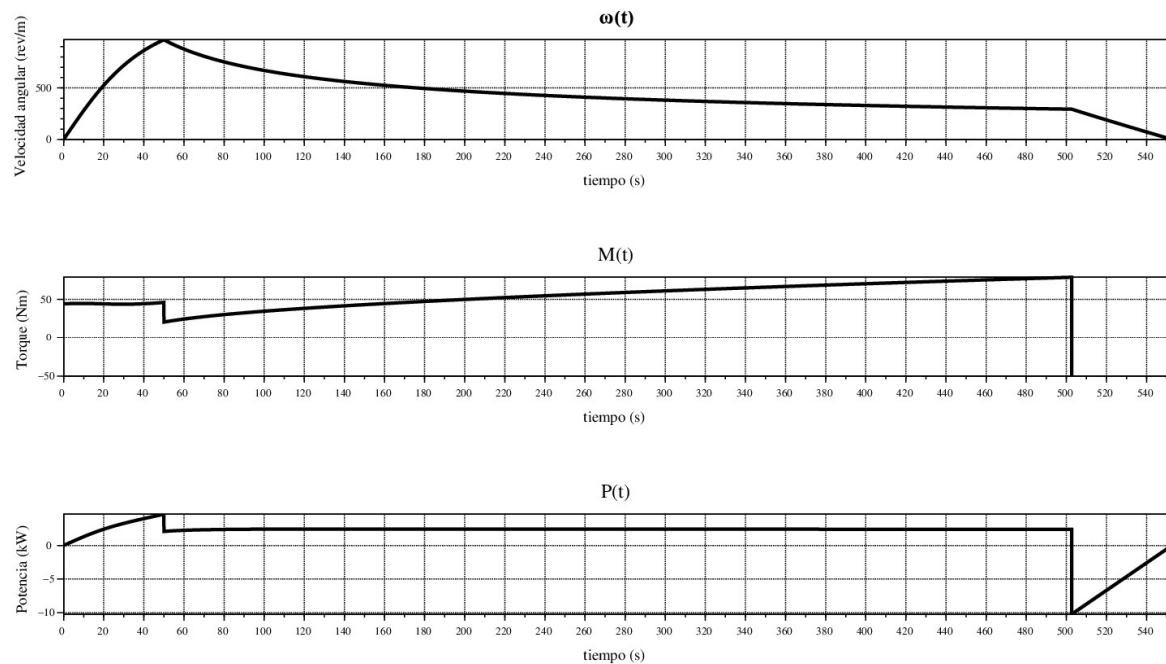 ω(t)
Velocidad angular (rev/m)
500
0
0 20 40 60 80 100 120 140 160 180 200 220 240 260 280 300 320 340 360 380 400 420 440 460 480 500 520 540
tiempo (s)
M(t)
Torque (Nm)
50
0
−50
0 20 40 60 80 100 120 140 160 180 200 220 240 260 280 300 320 340 360 380 400 420 440 460 480 500 520 540
tiempo (s)
P(t)
Potencia (kW)
0
−5
−10
0 20 40 60 80 100 120 140 160 180 200 220 240 260 280 300 320 340 360 380 400 420 440 460 480 500 520 540
tiempo (s)